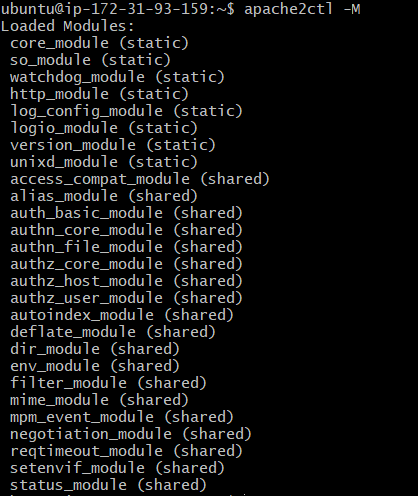 ubuntu@ip-172-31-93-159:~$ apache2ctl -M
Loaded Modules:
core_module (static)
so_module (static)
watchdog_module (static)
http_module (static)
log_config_module (static)
logio_module (static)
version_module (static)
unixd_module (static)
access_compat_module (shared)
alias_module (shared)
auth_basic_module (shared)
authn_core_module (shared)
authn_file_module (shared)
authz_core_module (shared)
authz_host_module (shared)
authz_user_module (shared)
autoindex_module (shared)
deflate_module (shared)
dir_module (shared)
env_module (shared)
filter_module (shared)
mime_module (shared)
mpm_event_module (shared)
negotiation_module (shared)
reqtimeout_module (shared)
setenvif_module (shared)
status_module (shared)